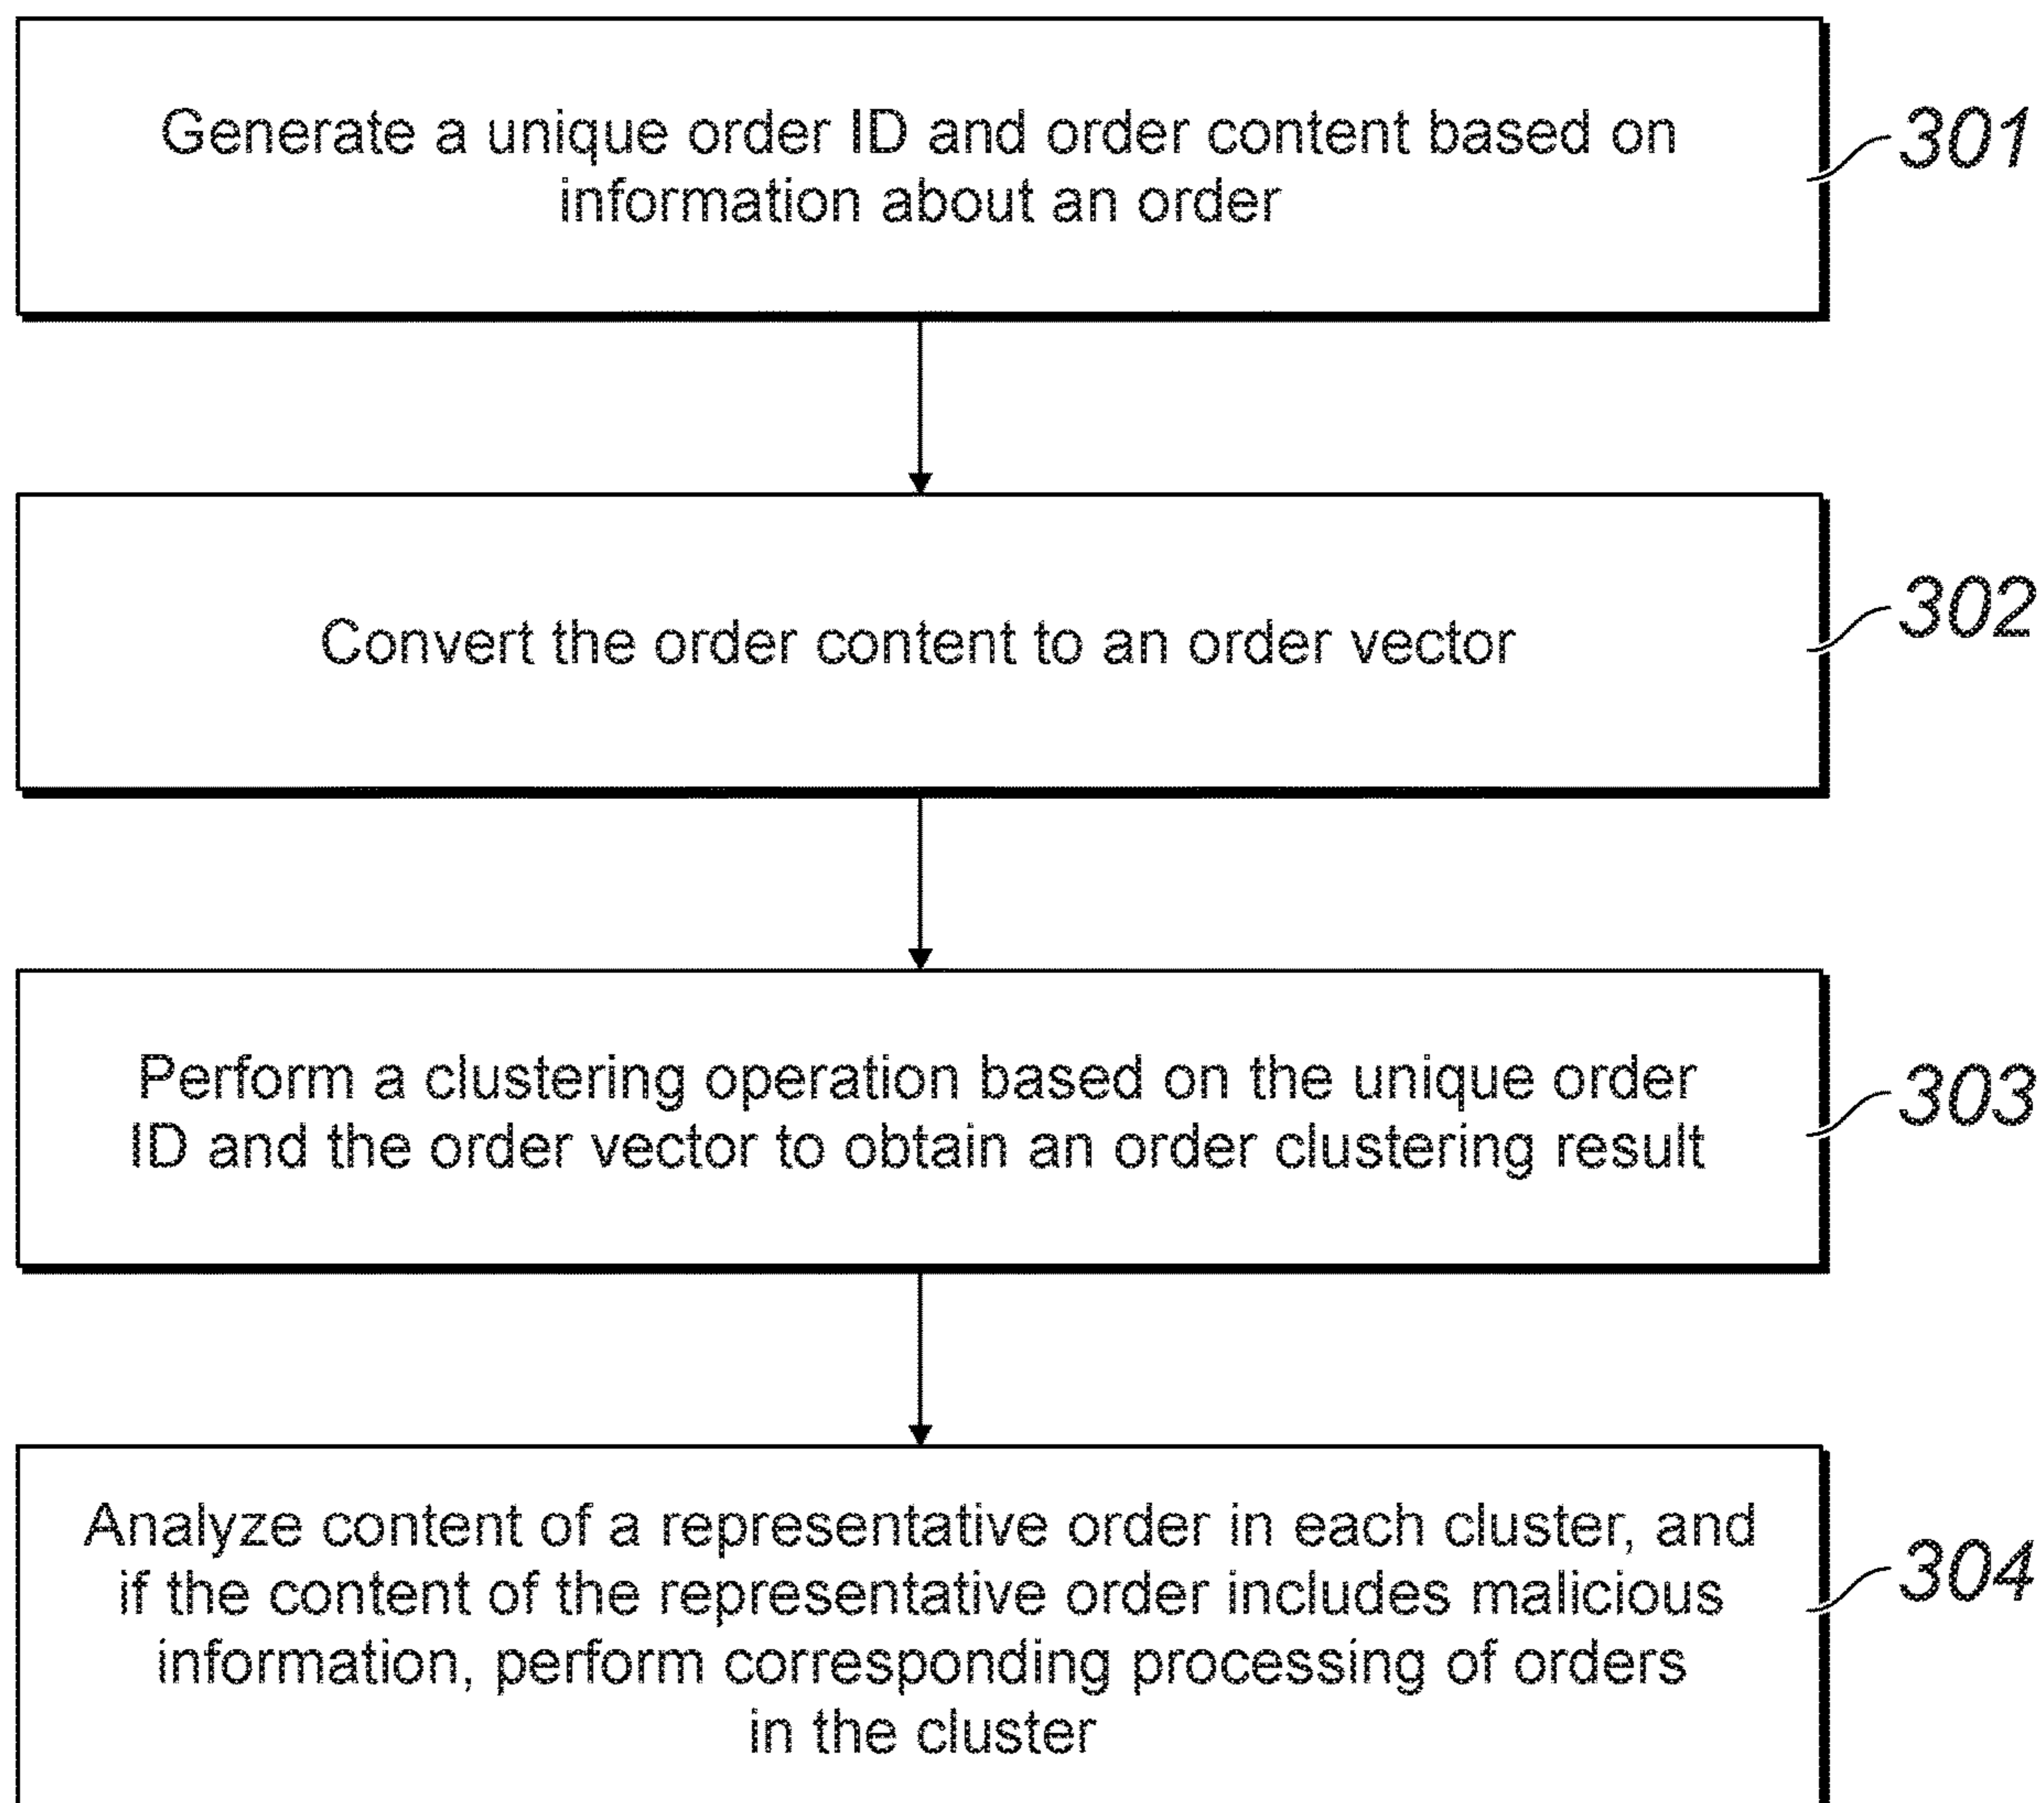 Generate a unique order ID and order content based on
information about an order
301
Convert the order content to an order vector
302
Perform a clustering operation based on the unique order
ID and the order vector to obtain an order clustering result
303
Analyze content of a representative order in each cluster, and
if the content of the representative order includes malicious
information, perform corresponding processing of orders
in the cluster
304